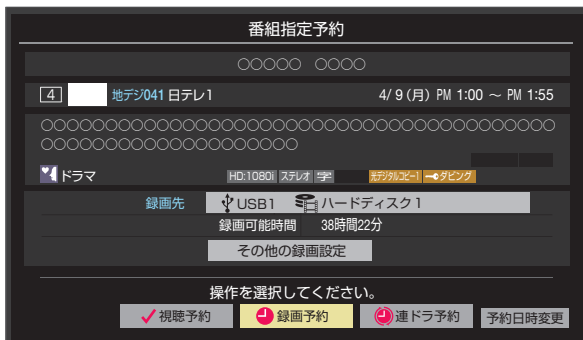 番組指定予約
○○○○○ ○○○○
4 地デジ041 日テレ1 4/ 9 (月) PM 1:00 ～ PM 1:55
○○○○○○○○○○○○○○○○○○○○○○○○○○○○○○○○○○○○○○○
○○○○○○○○○○○○○○○○○○○○
ドラマ HD:1080i ステレオ 字 光デジタルコピー1 ダビング
録画先 USB1 ハードディスク1
録画可能時間 38時間22分
その他の録画設定
操作を選択してください。
視聴予約 録画予約 連ドラ予約 予約日時変更